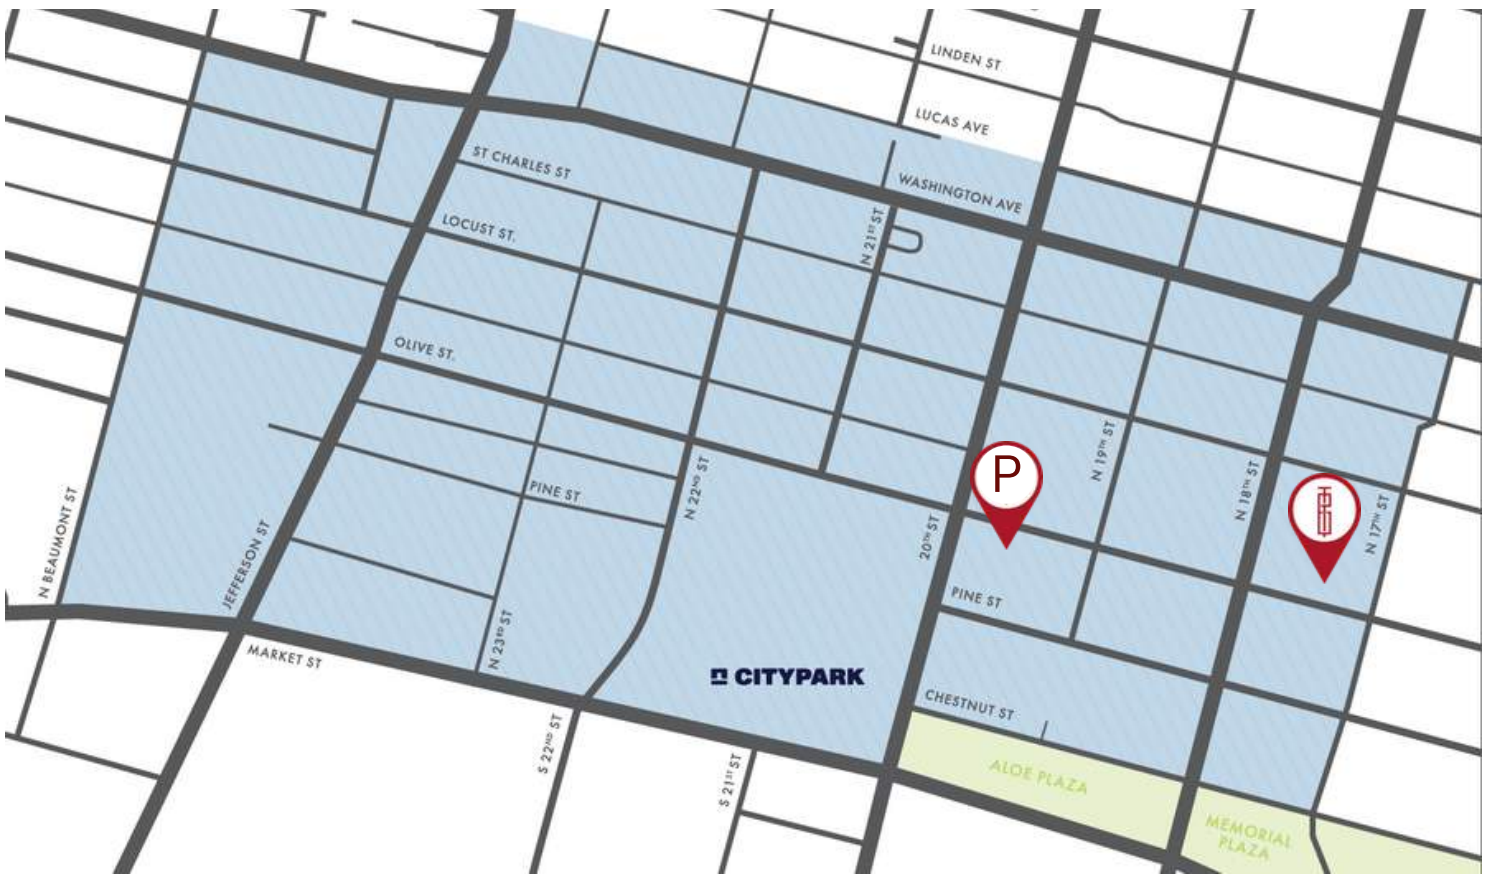 LINDEN ST
LUCAS AVE
ST CHARLES ST
WASHINGTON AVE
LOCUST ST.
N 21ST ST
OLIVE ST.
N 19TH ST
P
N 18TH ST
N 22ND ST
PINE ST
N 17TH ST
20TH ST
N BEAUMONT ST
JEFFERSON ST
PINE ST
N 23RD ST
MARKET ST
CITYPARK
CHESTNUT ST
S 22ND ST
S 21ST ST
ALOE PLAZA
MEMORIAL
PLAZA